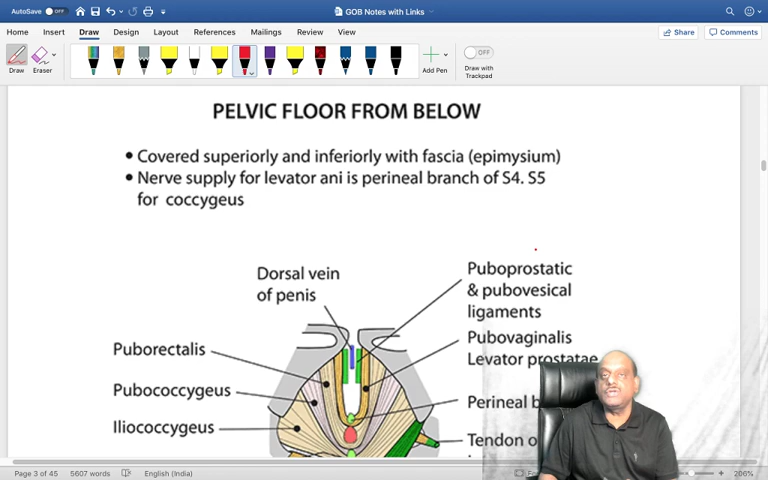 AutoSave OFF
GOB Notes with Links
Home Insert Draw Design Layout References Mailings Review View
Share Comments
Draw
Eraser
Add Pen
OFF
Draw with
Trackpad
PELVIC FLOOR FROM BELOW
• Covered superiorly and inferiorly with fascia (epimysium)
• Nerve supply for levator ani is perineal branch of S4. S5
for coccygeus
Dorsal vein
of penis
Puboprostatic
& pubovesical
ligaments
Puborectalis
Pubovaginalis
Levator prostatae
Pubococcygeus
Perineal
Iliococcygeus
Tendon
Page 3 of 45 5607 words English (India)
206%